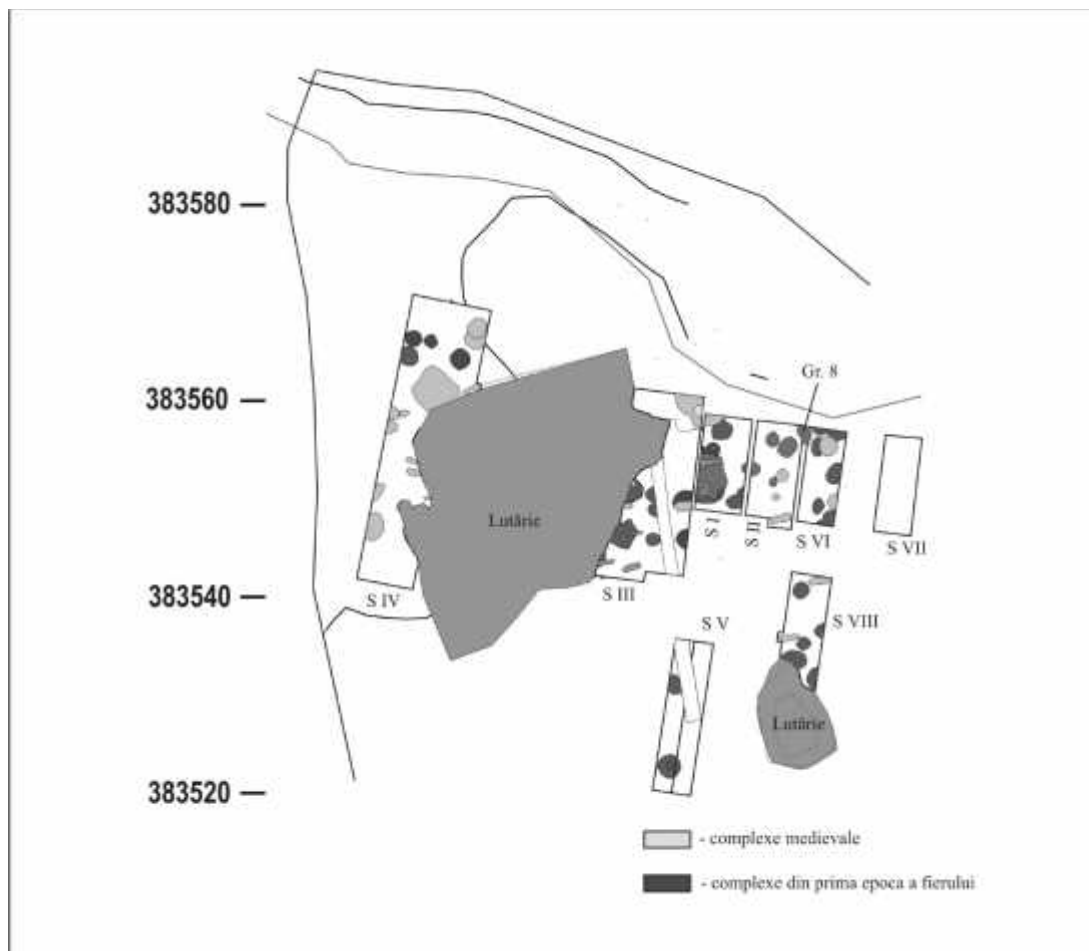 383580
383560
383540
383520
Gr. 8
Lutărie
S IV
S III
S I
S II
S VI
S VII
S V
S VIII
Lutărie
- complexe medievale
- complexe din prima epoca a fierului